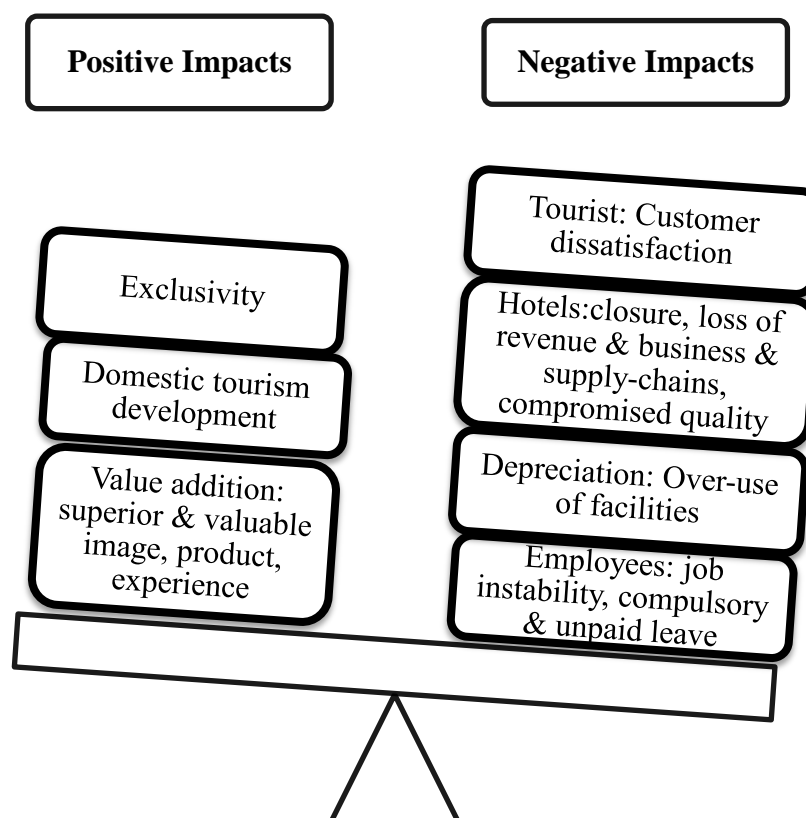 Positive Impacts
Negative Impacts
Exclusivity
Domestic tourism
development
Value addition:
superior & valuable
image, product,
experience
Tourist: Customer
dissatisfaction
Hotels:closure, loss of
revenue & business &
supply-chains,
compromised quality
Depreciation: Over-use
of facilities
Employees: job
instability, compulsory
& unpaid leave